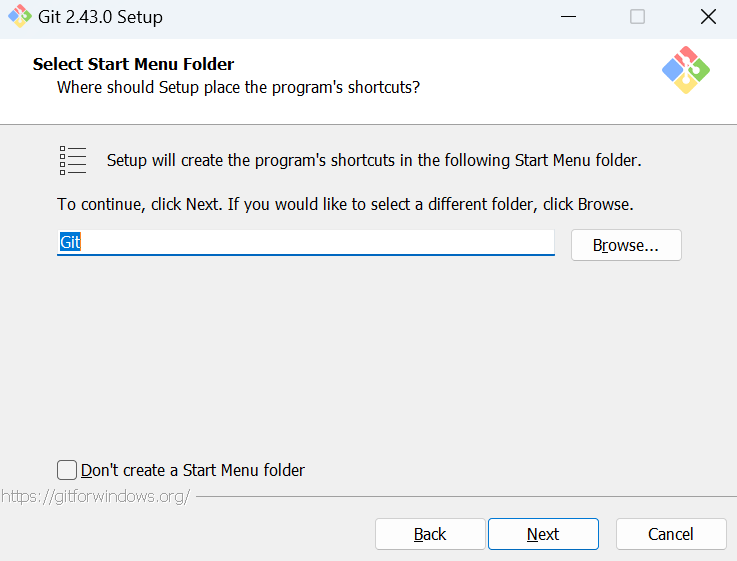 Git 2.43.0 Setup
Select Start Menu Folder
Where should Setup place the program's shortcuts?
Setup will create the program's shortcuts in the following Start Menu folder.
To continue, click Next. If you would like to select a different folder, click Browse.
Git
Browse...
Don't create a Start Menu folder
https://gitforwindows.org/
Back
Next
Cancel